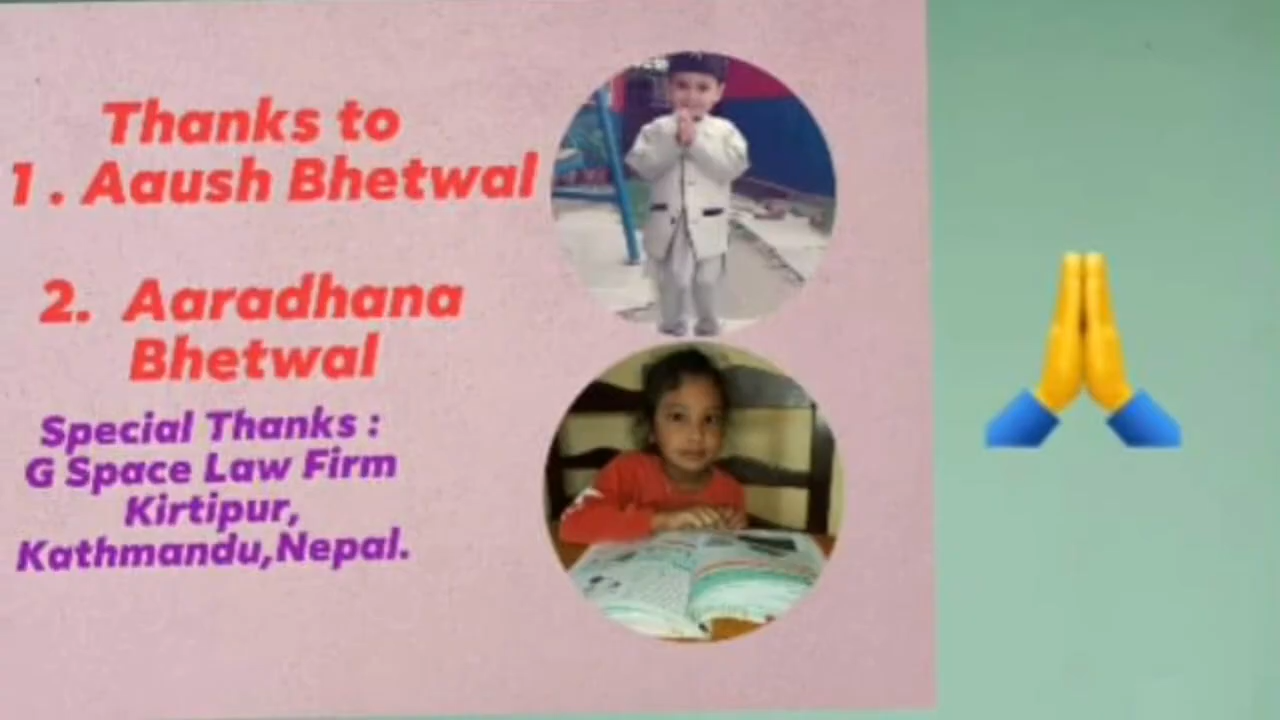 Thanks to
1 . Aaush Bhetwal
2. Aaradhana
Bhetwal
Special Thanks :
G Space Law Firm
Kirtipur,
Kathmandu,Nepal.